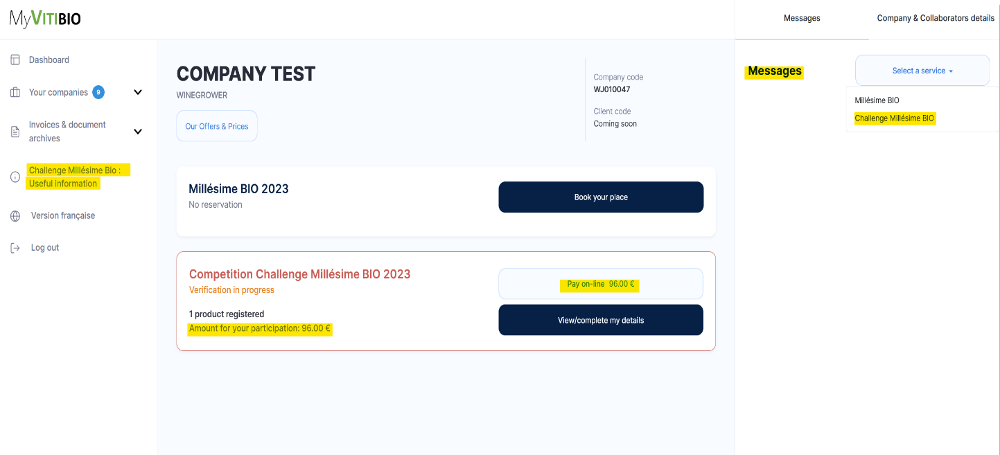 MyVITIBIO
Messages
Company & Collaborators details
Dashboard
Your companies 9
Invoices & document
archives
Challenge Millésime Bio :
Useful information
Version française
Log out
COMPANY TEST
WINEGROWER
Our Offers & Prices
Company code
WJ010047
Client code
Coming soon
Millésime BIO 2023
No reservation
Book your place
Competition Challenge Millésime BIO 2023
Verification in progress
1 product registered
Amount for your participation: 96.00 €
Pay on-line 96.00 €
View/complete my details
Messages
Select a service
Millésime BIO
Challenge Millésime BIO